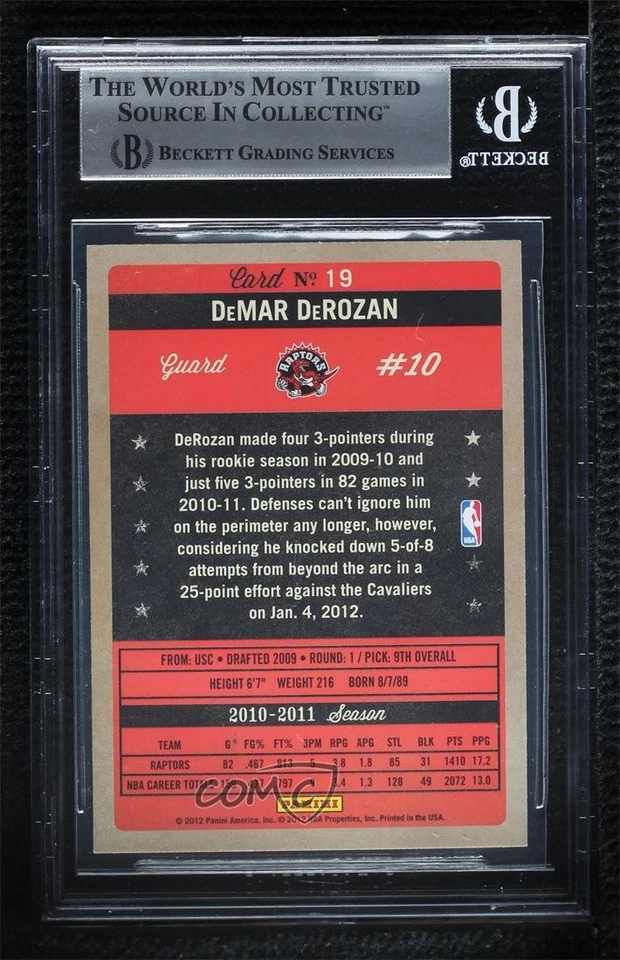 THE WORLD'S MOST TRUSTED
SOURCE IN COLLECTING™
B BECKETT GRADING SERVICES
B
BECKETT®
Card Nº 19
DEMAR DEROZAN
Guard
RAPTORS
#10
DeRozan made four 3-pointers during
his rookie season in 2009-10 and
just five 3-pointers in 82 games in
2010-11. Defenses can't ignore him
on the perimeter any longer, however,
considering he knocked down 5-of-8
attempts from beyond the arc in a
25-point effort against the Cavaliers
on Jan. 4, 2012.
NBA
FROM: USC • DRAFTED 2009 • ROUND: 1 / PICK: 9TH OVERALL
HEIGHT 6'7" WEIGHT 216 BORN 8/7/89
2010-2011 Season
TEAM G FG% FT% 3PM RPG APG STL BLK PTS PPG
RAPTORS 82 .467 .813 5 3.8 1.8 85 31 1410 17.2
NBA CAREER TOTALS .797 9 3.4 1.3 128 49 2072 13.0
COMC
PANINI
© 2012 Panini America, Inc. © 2012 NBA Properties, Inc. Printed in the USA.